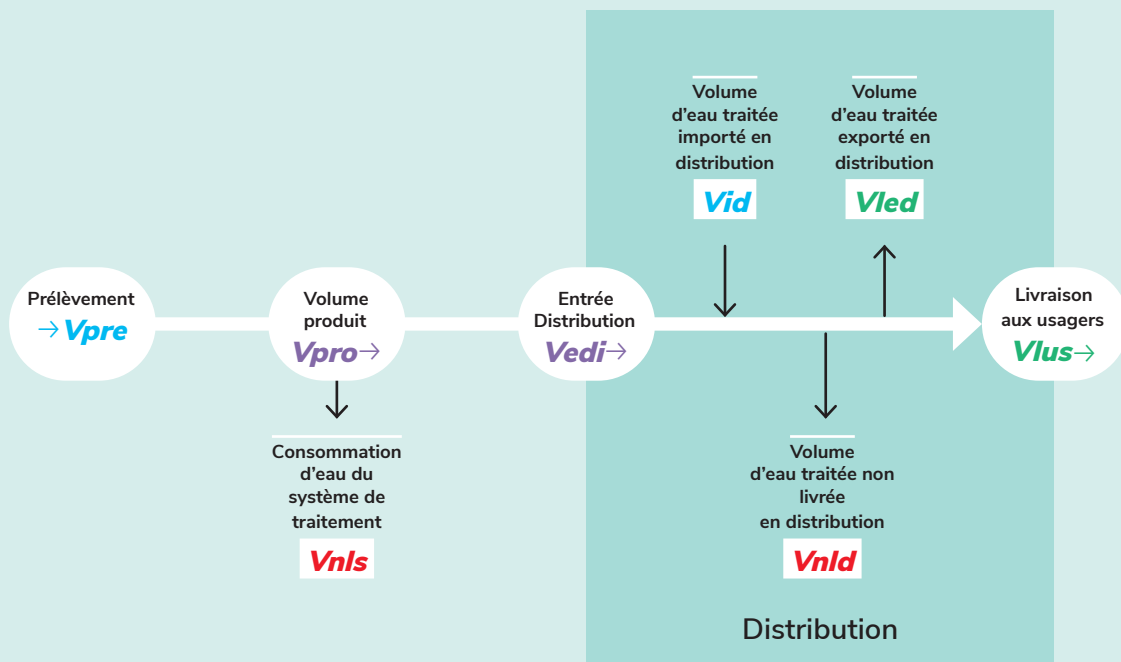 Volume
d'eau traitée
importé en
distribution
Vid
Volume
d'eau traitée
exporté en
distribution
Vled
Prélèvement
→ Vpre
Volume
produit
Vpro →
Entrée
Distribution
Vedi →
Livraison
aux usagers
Vlus →
Consommation
d'eau du
système de
traitement
Vnls
Volume
d'eau traitée non
livrée
en distribution
Vnld
Distribution